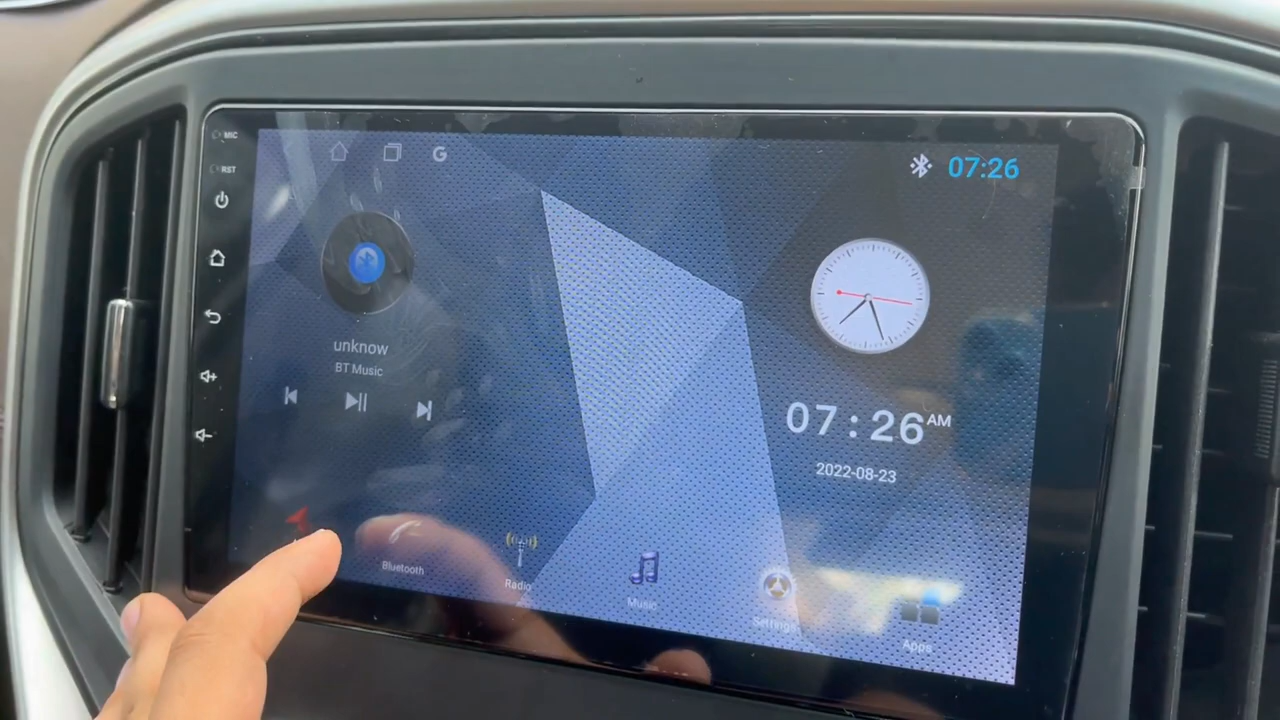 MIC
RST
G
07:26
unknow
BT Music
07:26 AM
2022-08-23
Bluetooth
Radio
Music
Settings
Apps